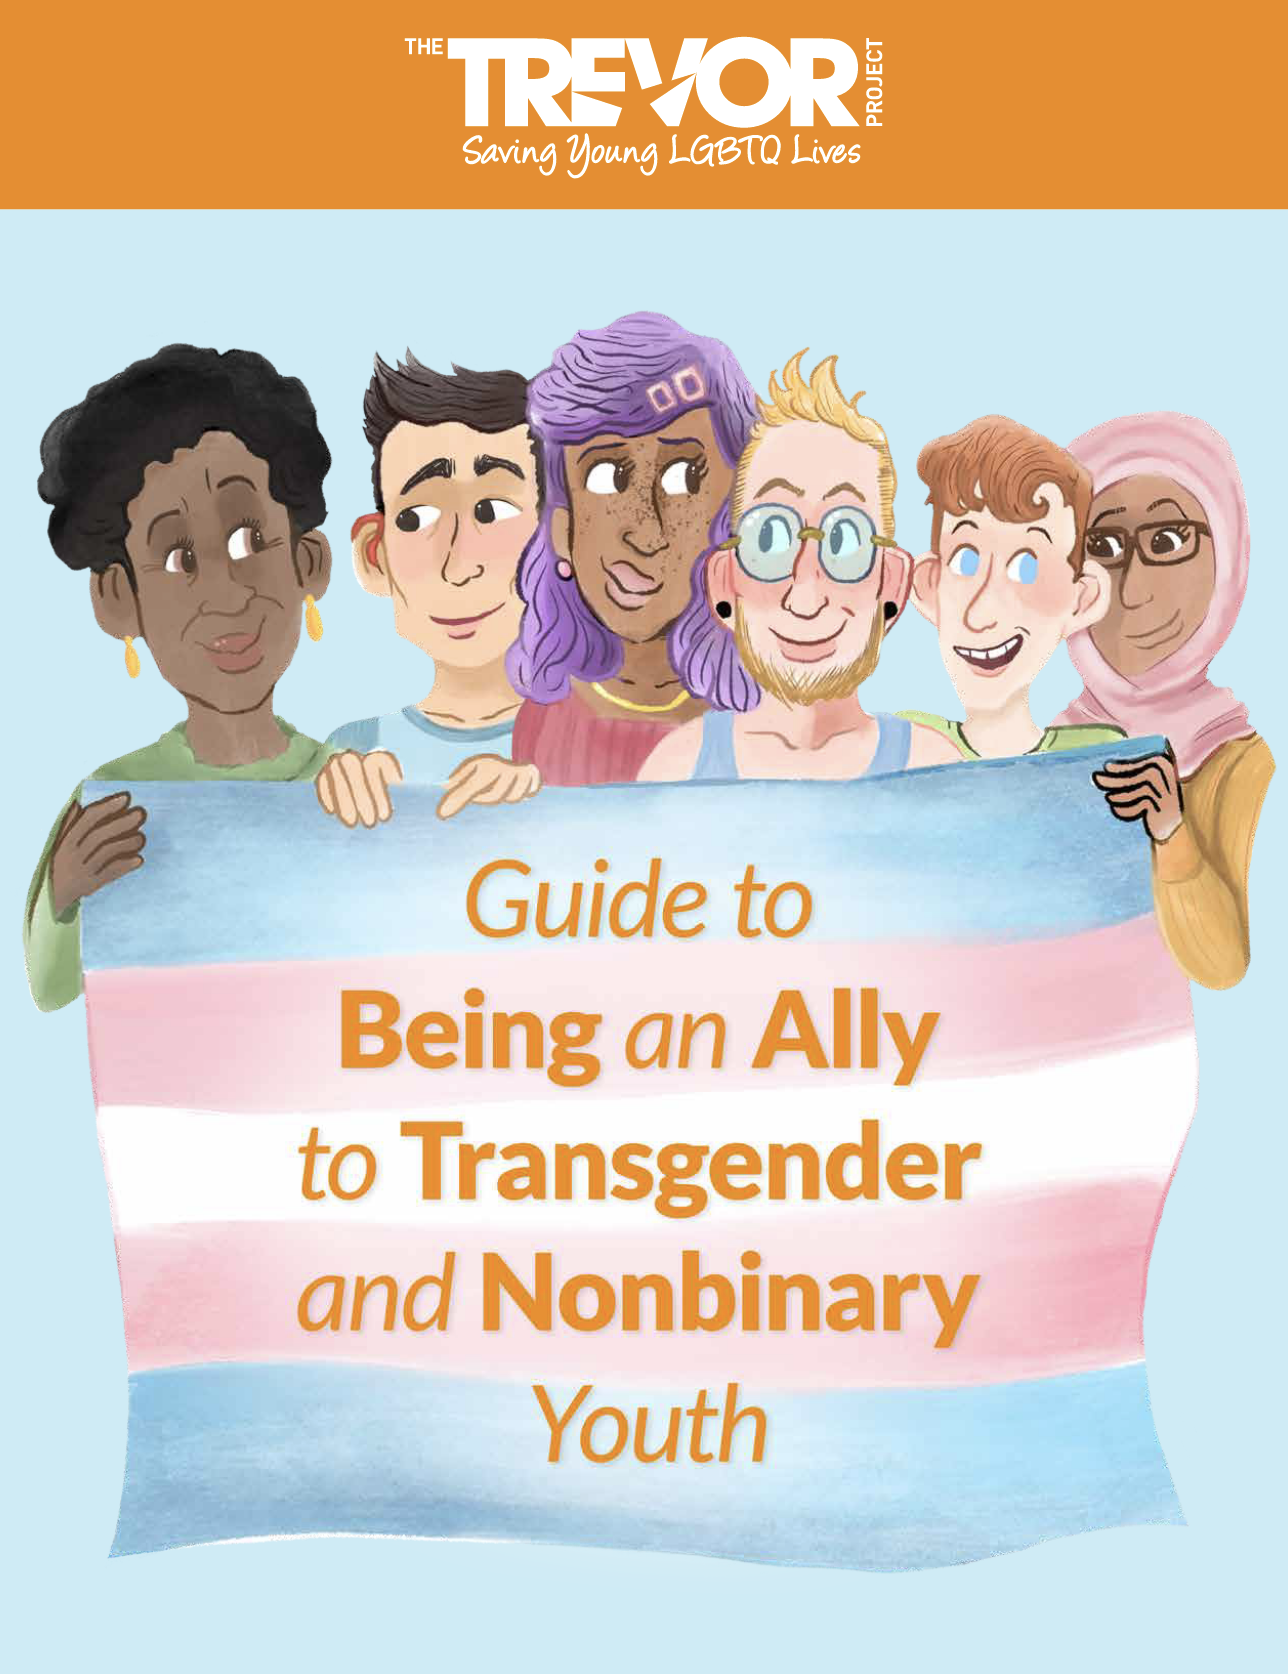 THE TREVOR PROJECT
Saving Young LGBTQ Lives
Guide to
Being an Ally
to Transgender
and Nonbinary
Youth